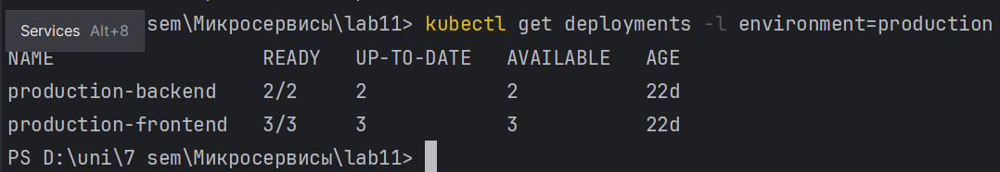 Services Alt+8
sem\Микросервисы\lab11> kubectl get deployments -l environment=production
NAME READY UP-TO-DATE AVAILABLE AGE
production-backend 2/2 2 2 22d
production-frontend 3/3 3 3 22d
PS D:\uni\7 sem\Микросервисы\lab11>